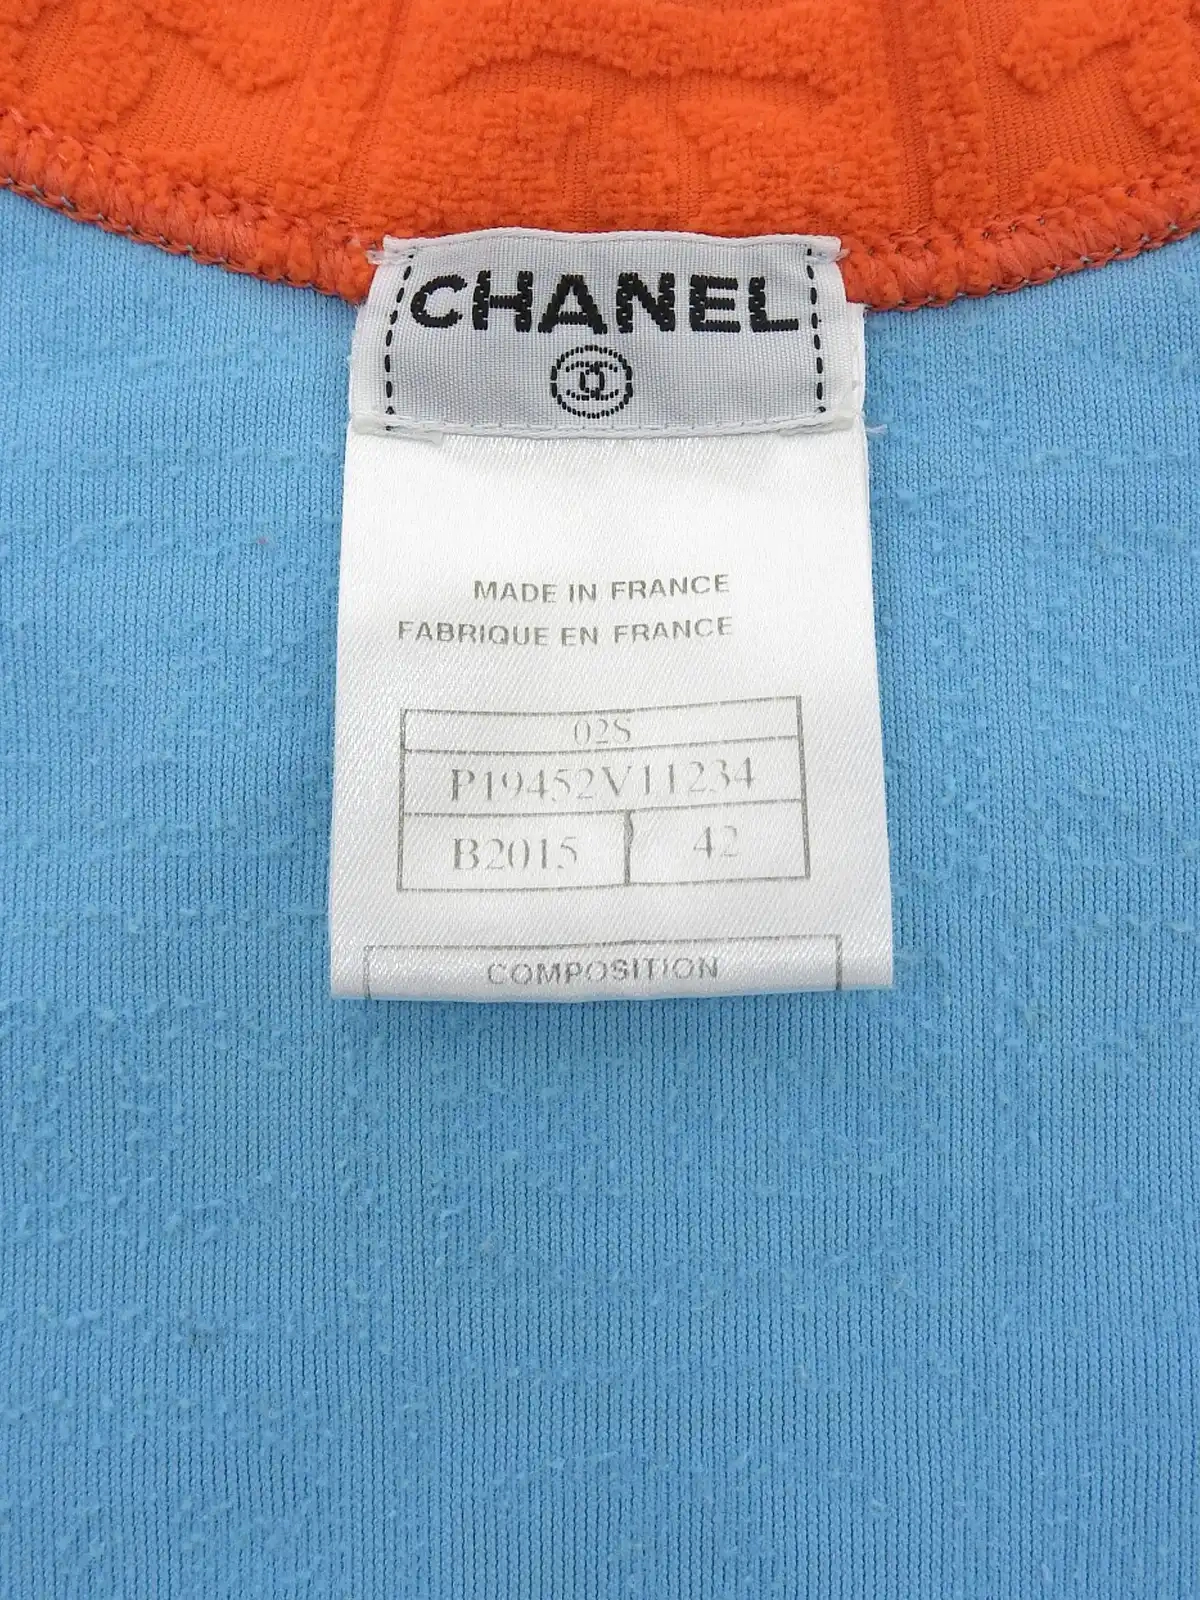 CHANEL
MADE IN FRANCE
FABRIQUE EN FRANCE
02S
P19452V11234
B2015 42
COMPOSITION